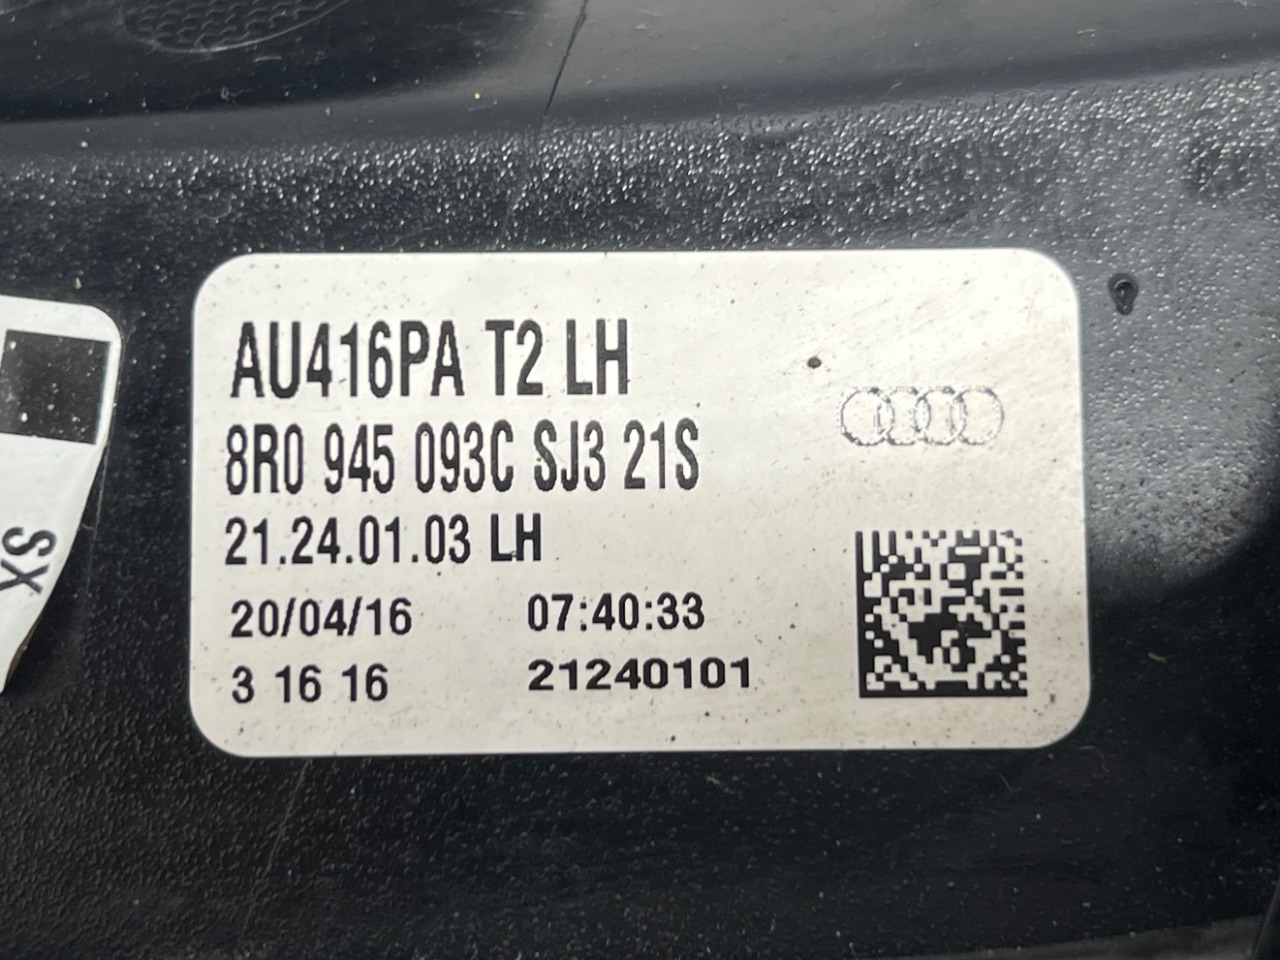 AU416PA T2 LH
8R0 945 093C SJ3 21S
21.24.01.03 LH
20/04/16 07:40:33
3 16 16 21240101
SX